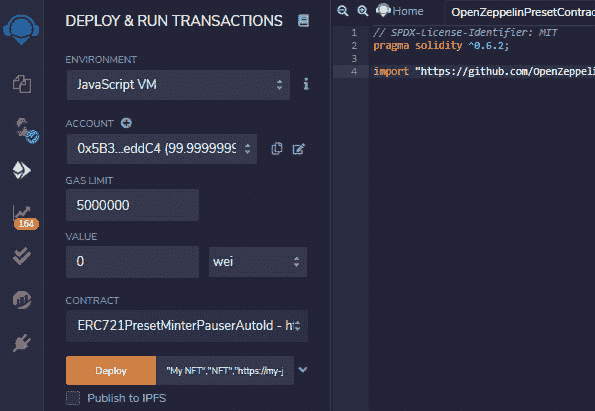 DEPLOY & RUN TRANSACTIONS
ENVIRONMENT
JavaScript VM
ACCOUNT
0x5B3...eddC4 (99.9999999
GAS LIMIT
5000000
VALUE
0
wei
CONTRACT
ERC721PresetMinterPauserAutoId - ht
Deploy
"My NFT","NFT","https://my-j
Publish to IPFS
164
Home
OpenZeppelinPresetContrac
1 // SPDX-License-Identifier: MIT
2 pragma solidity ^0.6.2;
3
4 import "https://github.com/OpenZeppeli